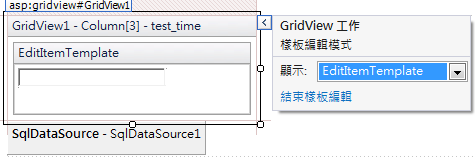 asp:gridview#GridView1
GridView1 - Column[3] - test_time
EditItemTemplate
SqlDataSource - SqlDataSource1
GridView 工作
樣板編輯模式
顯示: EditItemTemplate
結束樣板編輯